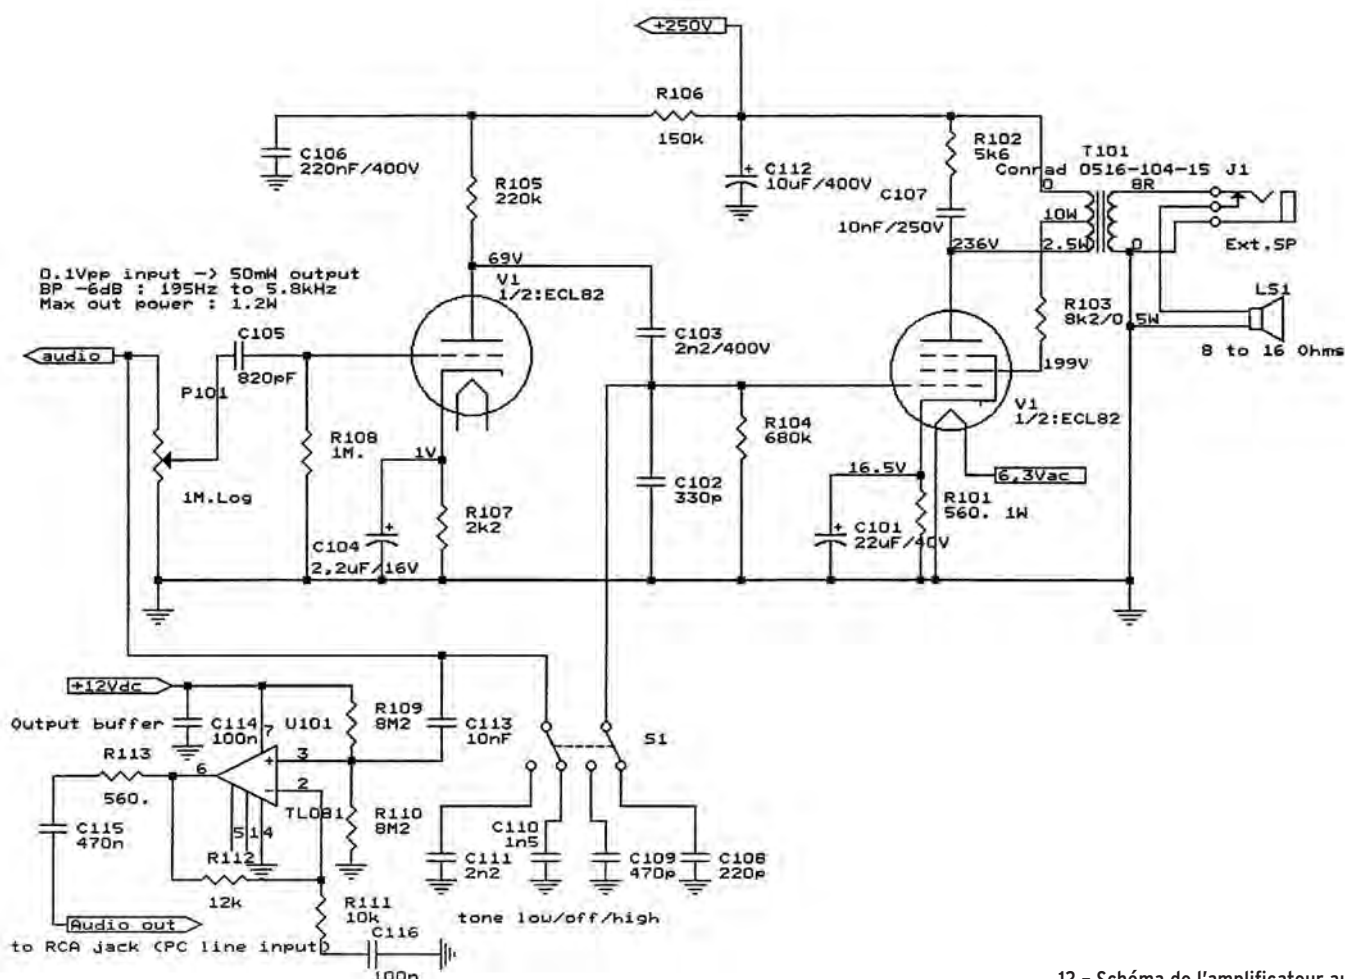 +250V
R106
150k
C106
220nF/400V
R105
220k
C112
10uF/400V
R102
5k6
T101
Conrad 0516-104-15 J1
0
8R
C107
10W
10nF/250V
236V
2.5W
0
Ext.SP
69V
V1
1/2:ECL82
0.1Vpp input -> 50mW output
BP -6dB : 195Hz to 5.8kHz
Max out power : 1.2W
C105
820pF
audio
P101
1M.Log
R108
1M.
1V
C104
2,2uF/16V
R107
2k2
C103
2n2/400V
C102
330p
R104
680k
R103
8k2/0.5W
199V
LS1
8 to 16 Ohms
V1
1/2:ECL82
16.5V
6,3Vac
R101
560. 1W
C101
22uF/40V
+12Vdc
Output buffer
C114
100n
7
U101
R109
8M2
C113
10nF
S1
R113
560.
6
+
3
-
2
TL081
5 1 4
R110
8M2
C115
470n
R112
12k
R111
10k
C116
100n
C111
2n2
C110
1n5
C109
470p
C108
220p
tone low/off/high
Audio out
to RCA jack (PC line input)